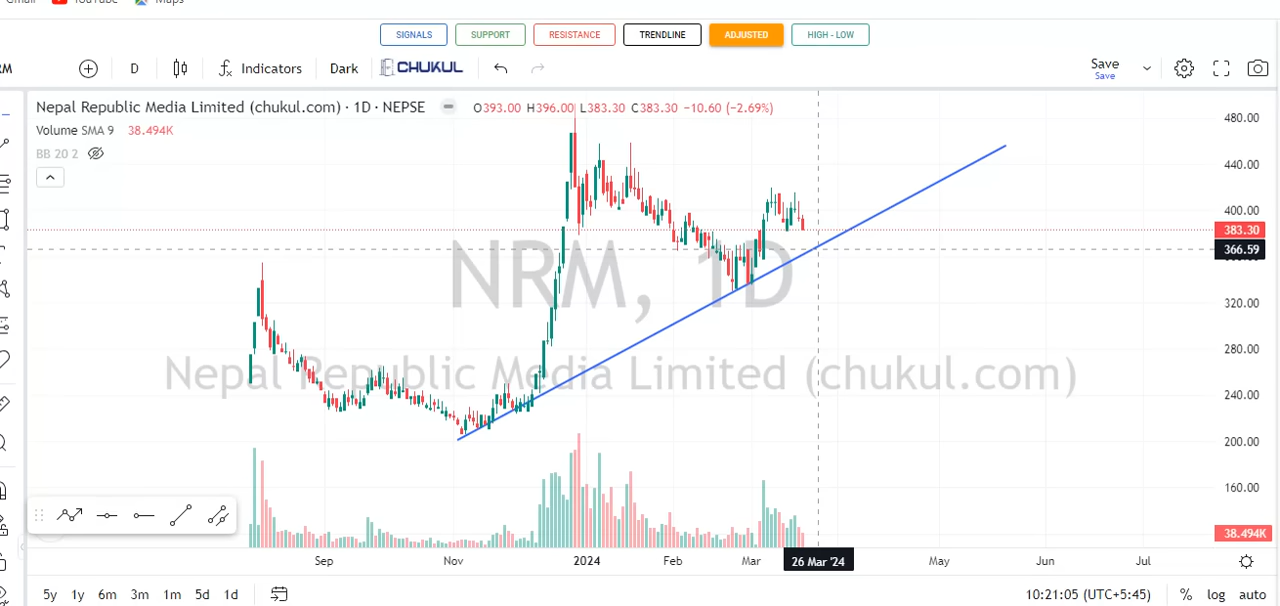 YouTube Maps
SIGNALS SUPPORT RESISTANCE TRENDLINE ADJUSTED HIGH - LOW
D Indicators Dark CHUKUL Save
Save
Nepal Republic Media Limited (chukul.com) · 1D · NEPSE O393.00 H396.00 L383.30 C383.30 −10.60 (−2.69%)
Volume SMA 9 38.494K
BB 20 2
480.00
440.00
400.00
383.30
366.59
320.00
280.00
240.00
200.00
160.00
38.494K
NRM, 1D
Nepal Republic Media Limited (chukul.com)
Sep Nov 2024 Feb Mar 26 Mar '24 May Jun Jul
5y 1y 6m 3m 1m 5d 1d 10:21:05 (UTC+5:45) % log auto